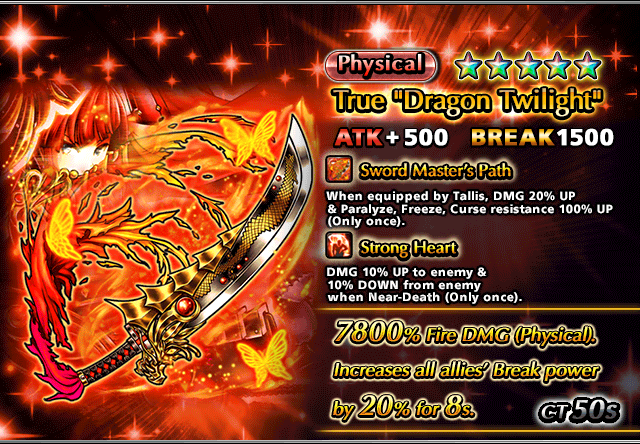 Physical
True "Dragon Twilight"
ATK+500 BREAK1500
Sword Master's Path
When equipped by Tallis, DMG 20% UP
& Paralyze, Freeze, Curse resistance 100% UP
(Only once).
Strong Heart
DMG 10% UP to enemy &
10% DOWN from enemy
when Near-Death (Only once).
7800% Fire DMG (Physical).
Increases all allies' Break power
by 20% for 8s.
CT 50s